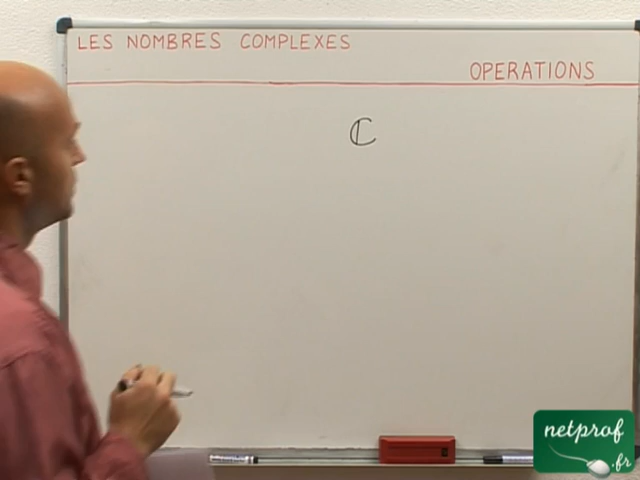 LES NOMBRES COMPLEXES
OPERATIONS
ℂ
netprof
.fr